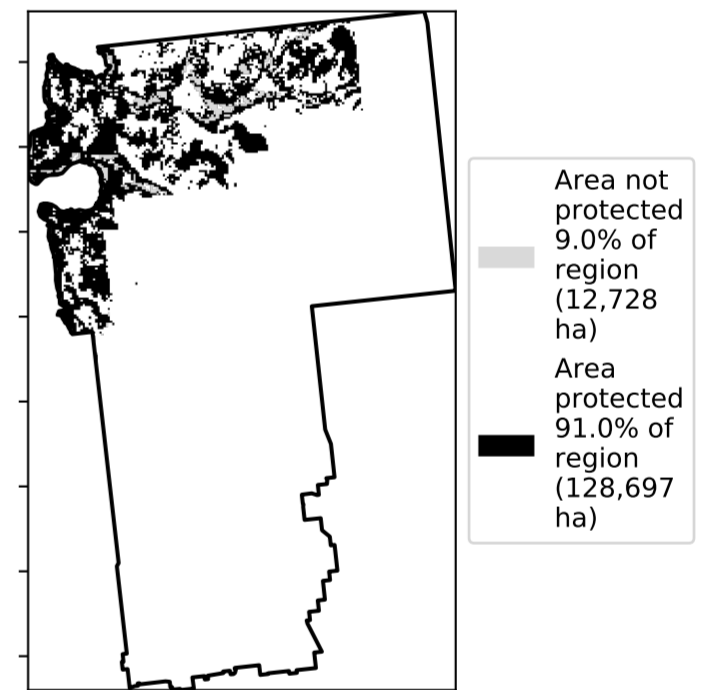 Area not
protected
9.0% of
region
(12,728
ha)
Area
protected
91.0% of
region
(128,697
ha)